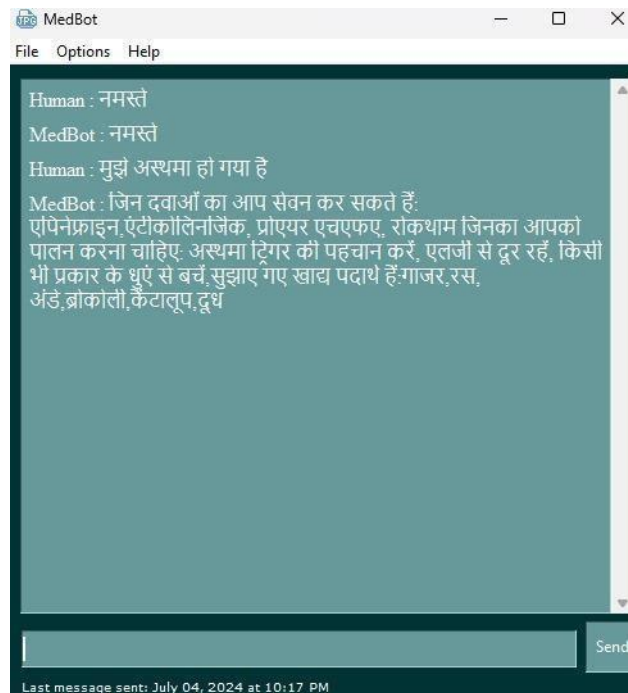 MedBot
File Options Help
Human : नमस्ते
MedBot : नमस्ते
Human : मुझे अस्थमा हो गया है
MedBot : जिन दवाओं का आप सेवन कर सकते हैं:
एपिनेफ्राइन,एंटीकोलिनर्जिक, प्रोएयर एचएफए, रोकथाम जिनका आपको
पालन करना चाहिए: अस्थमा ट्रिगर की पहचान करें, एलर्जी से दूर रहें, किसी
भी प्रकार के धुएं से बचें,सुझाए गए खाद्य पदार्थ हैं:गाजर,रस,
अंडे,ब्रोकोली,कैंटालूप,दूध
Send
Last message sent: July 04, 2024 at 10:17 PM